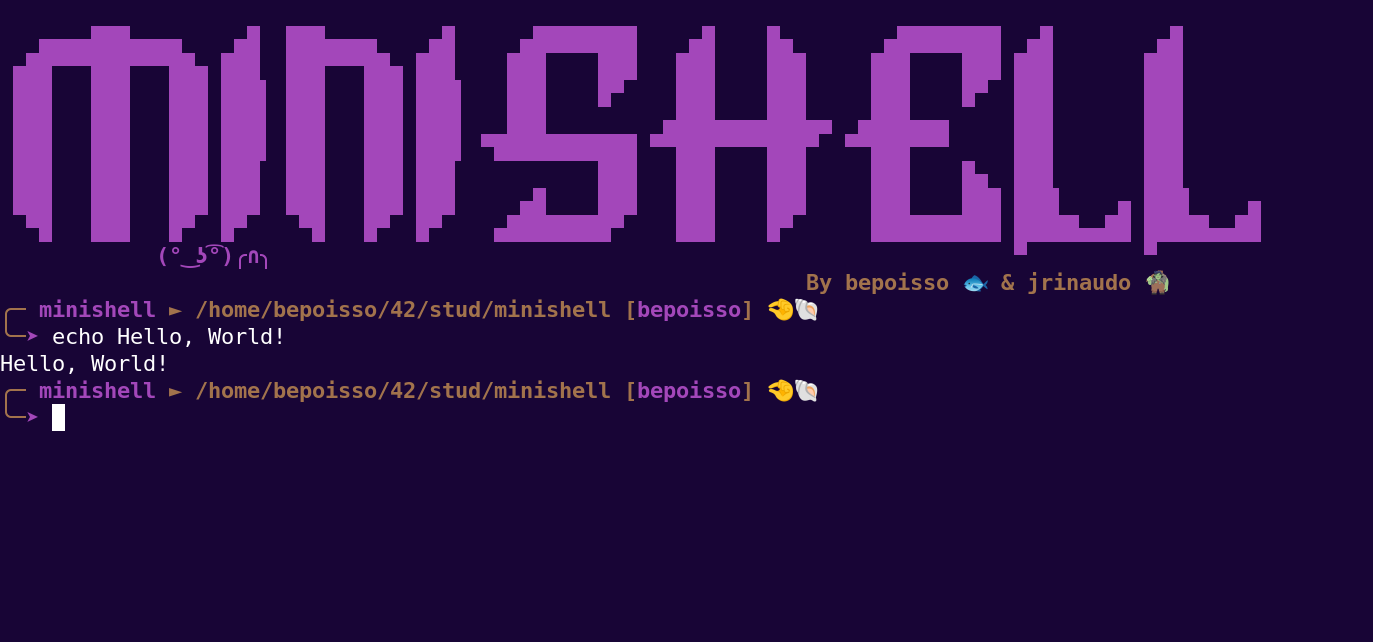 MINISHELL
(° ͜ʖ͡°)╭∩╮
By bepoisso 🐟 & jrinaudo 🧌
╭─ minishell ► /home/bepoisso/42/stud/minishell [bepoisso] 🤏🐚
╰─➤ echo Hello, World!
Hello, World!
╭─ minishell ► /home/bepoisso/42/stud/minishell [bepoisso] 🤏🐚
╰─➤